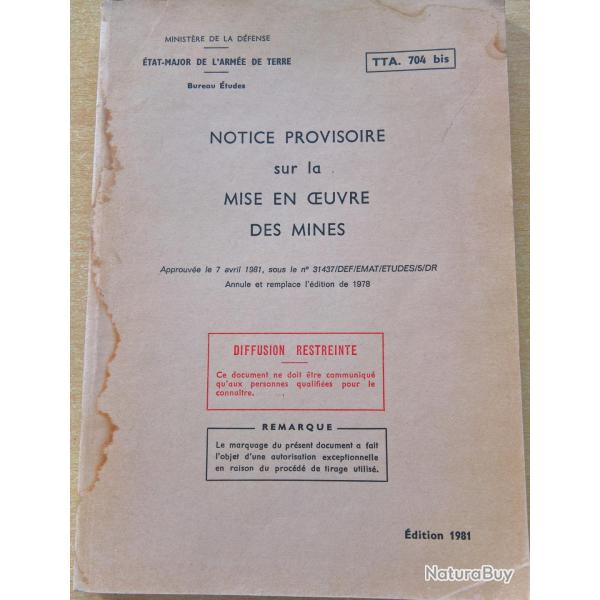 MINISTÈRE DE LA DÉFENSE
ÉTAT-MAJOR DE L'ARMÉE DE TERRE
Bureau Études
TTA. 704 bis
NOTICE PROVISOIRE
sur la
MISE EN ŒUVRE
DES MINES
Approuvée le 7 avril 1981, sous le n° 31437/DEF/EMAT/ETUDES/5/DR
Annule et remplace l'édition de 1978
DIFFUSION RESTREINTE
Ce document ne doit être communiqué
qu'aux personnes qualifiées pour le
connaître.
REMARQUE
Le marquage du présent document a fait
l'objet d'une autorisation exceptionnelle
en raison du procédé de tirage utilisé.
Édition 1981
NaturaBuy